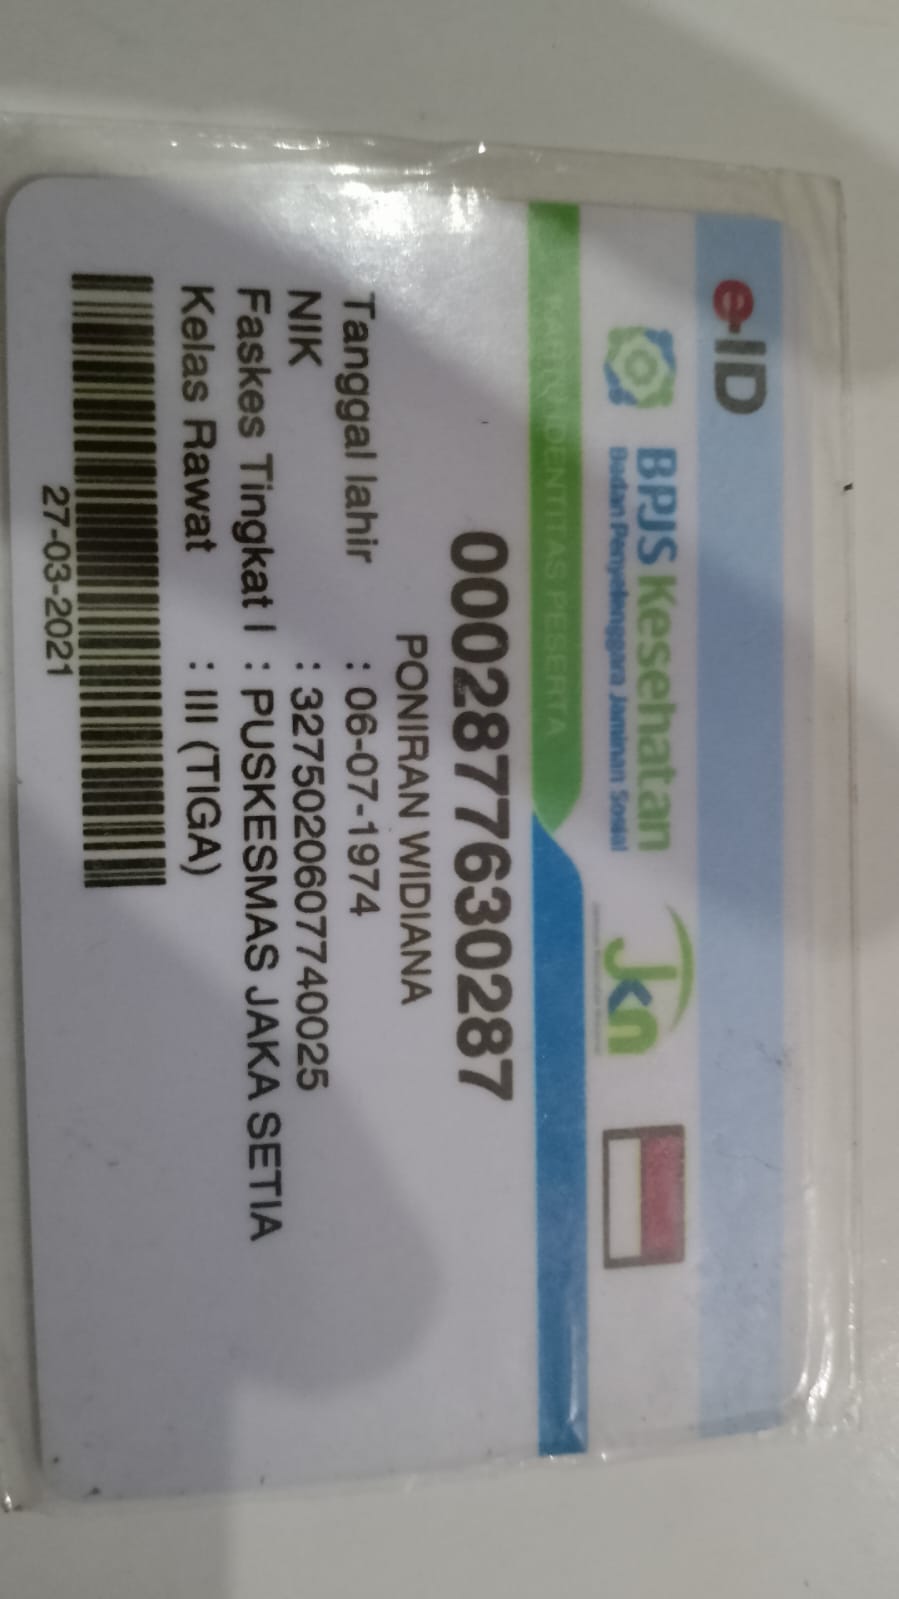 e-ID
BPJS Kesehatan
Badan Penyelenggara Jaminan Sosial
JKN
KARTU IDENTITAS PESERTA
0002877630287
PONIRAN WIDIANA
Tanggal lahir : 06-07-1974
NIK : 3275020607740025
Faskes Tingkat I : PUSKESMAS JAKA SETIA
Kelas Rawat : III (TIGA)
27-03-2021